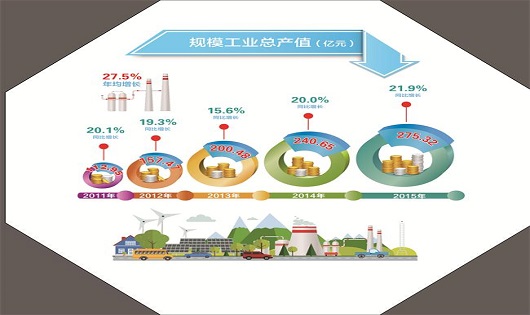 规模工业总产值（亿元）
27.5%
年均增长
20.1%
同比增长
19.3%
同比增长
15.6%
同比增长
20.0%
同比增长
21.9%
同比增长
200.48
240.65
275.32
2011年
2012年
2013年
2014年
2015年